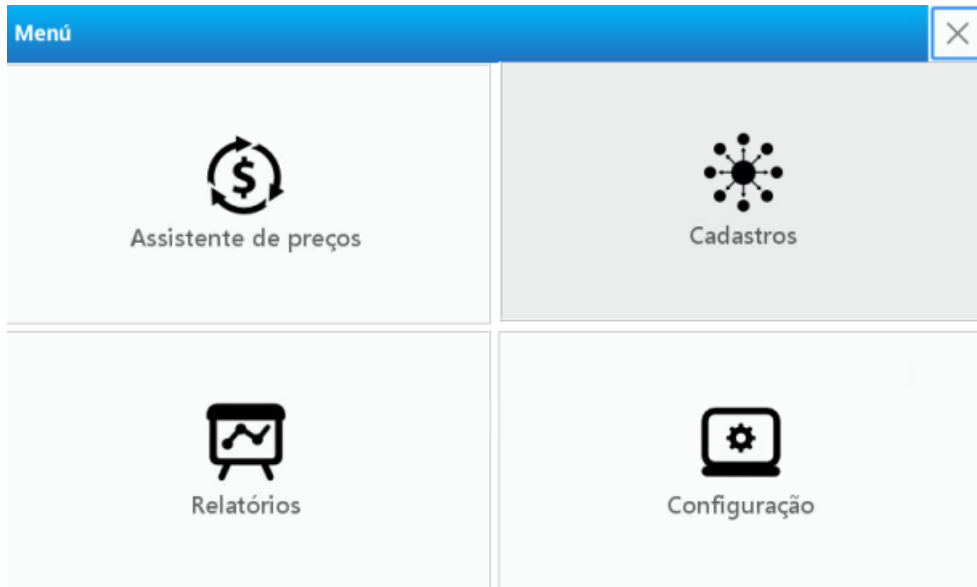 Menú
Assistente de preços
Cadastros
Relatórios
Configuração